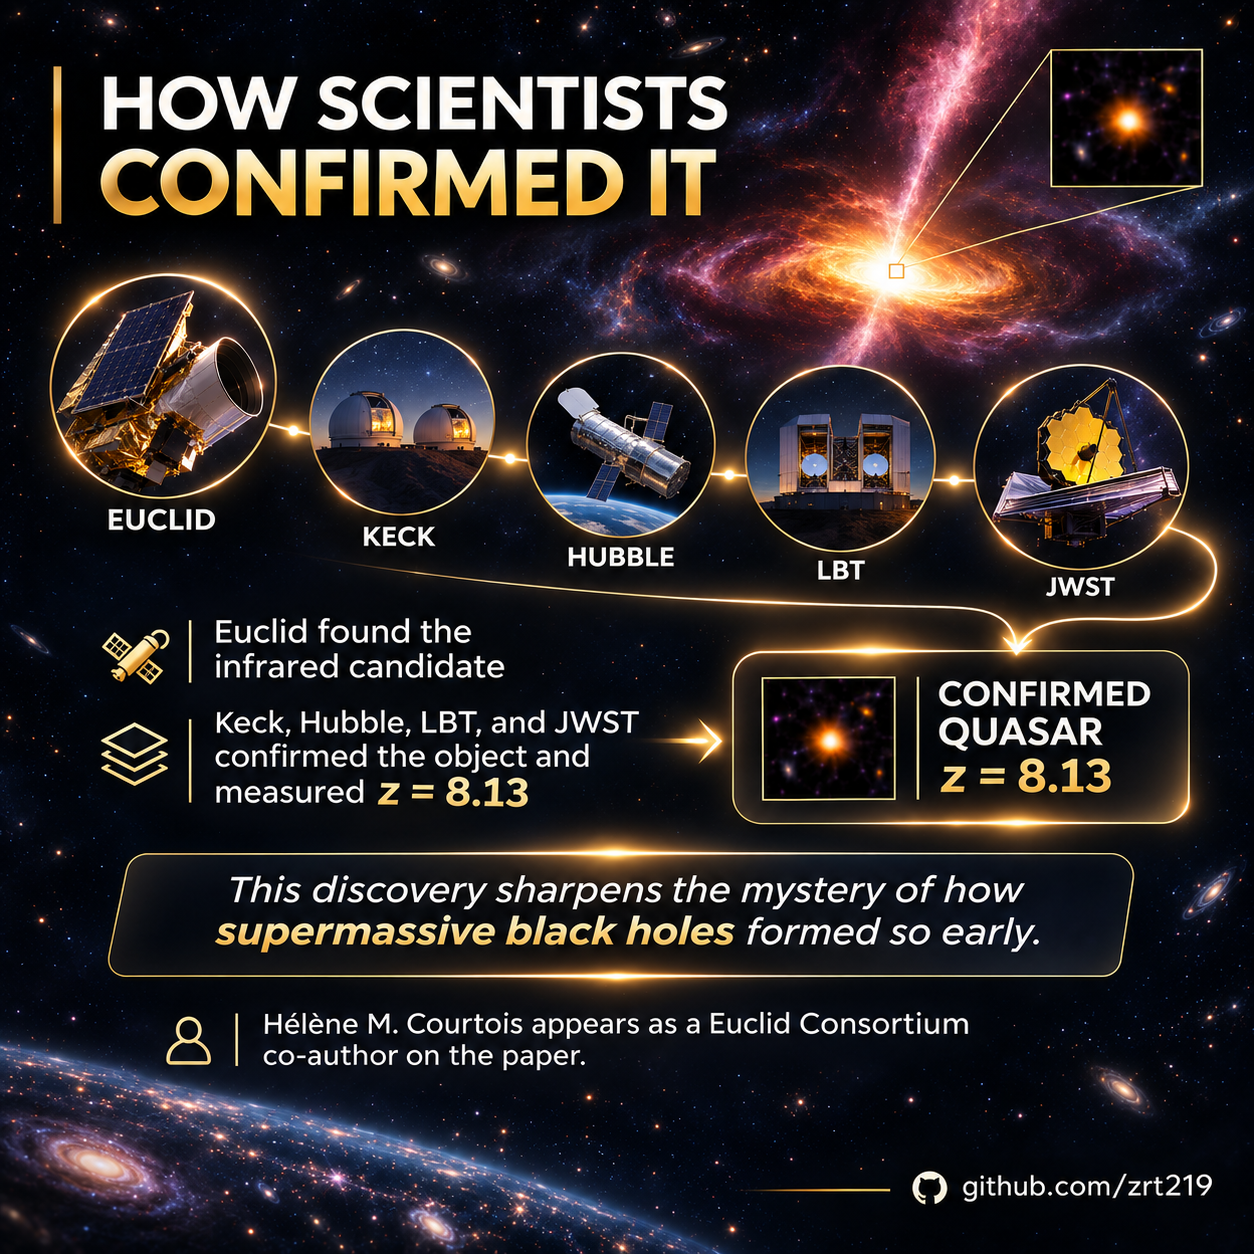 HOW SCIENTISTS
CONFIRMED IT
EUCLID
KECK
HUBBLE
LBT
JWST
Euclid found the
infrared candidate
Keck, Hubble, LBT, and JWST
confirmed the object and
measured z = 8.13
CONFIRMED
QUASAR
z = 8.13
This discovery sharpens the mystery of how
supermassive black holes formed so early.
Hélène M. Courtois appears as a Euclid Consortium
co-author on the paper.
github.com/zrt219